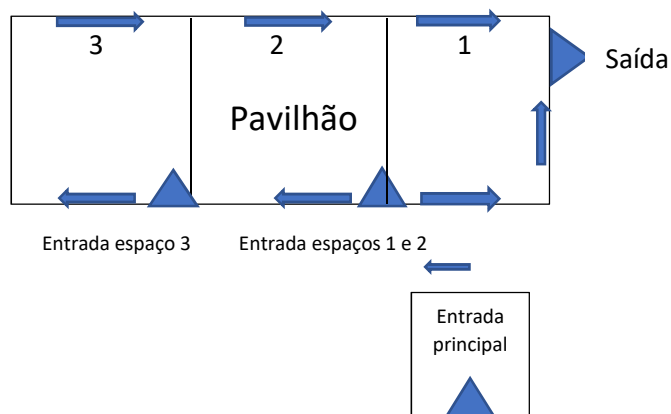 3
2
1
Saída
Pavilhão
Entrada espaço 3
Entrada espaços 1 e 2
Entrada
principal